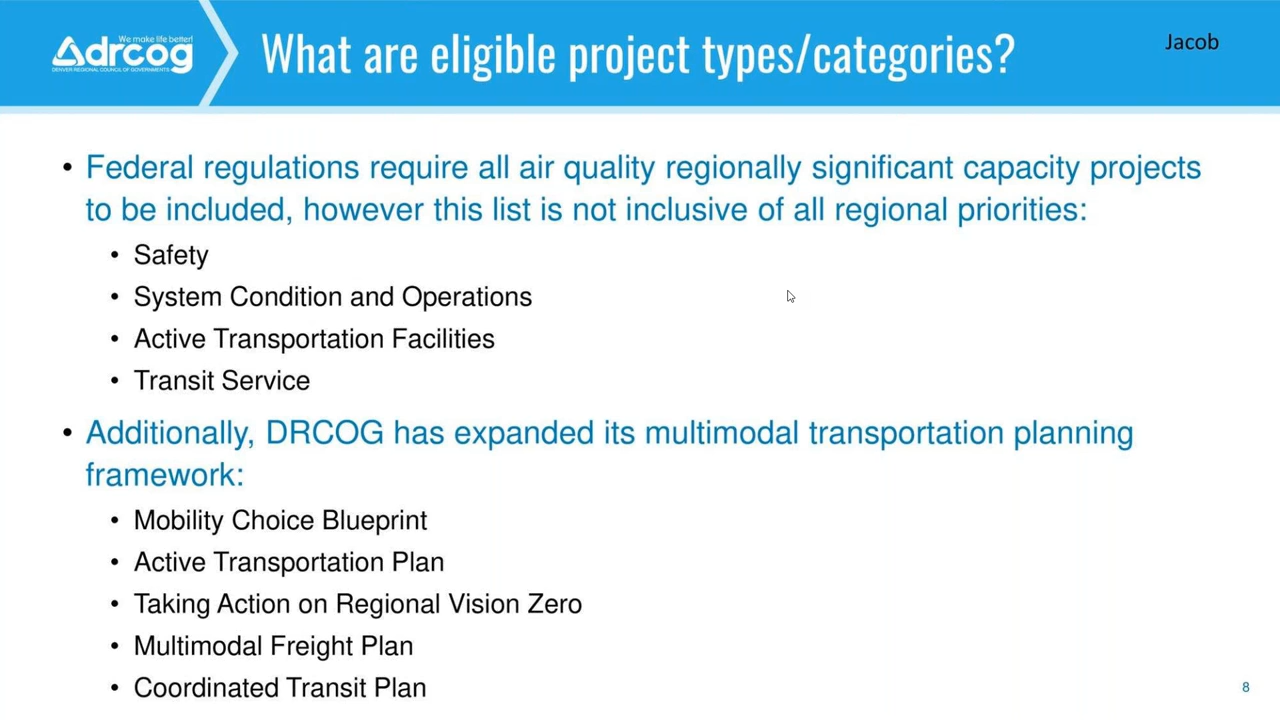 We make life better!
drcog
DENVER REGIONAL COUNCIL OF GOVERNMENTS
What are eligible project types/categories?
Jacob
• Federal regulations require all air quality regionally significant capacity projects
to be included, however this list is not inclusive of all regional priorities:
• Safety
• System Condition and Operations
• Active Transportation Facilities
• Transit Service
• Additionally, DRCOG has expanded its multimodal transportation planning
framework:
• Mobility Choice Blueprint
• Active Transportation Plan
• Taking Action on Regional Vision Zero
• Multimodal Freight Plan
• Coordinated Transit Plan
8